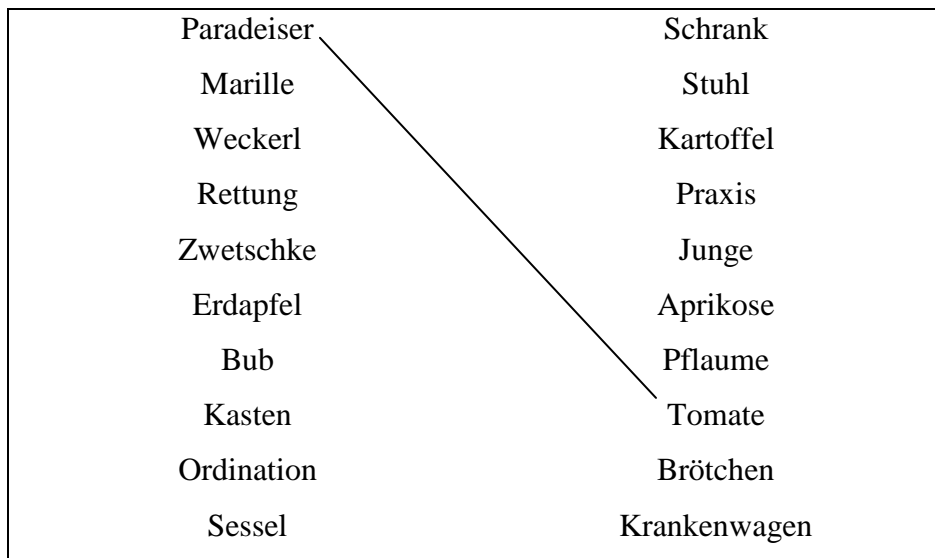 Paradeiser Schrank
Marille Stuhl
Weckerl Kartoffel
Rettung Praxis
Zwetschke Junge
Erdapfel Aprikose
Bub Pflaume
Kasten Tomate
Ordination Brötchen
Sessel Krankenwagen